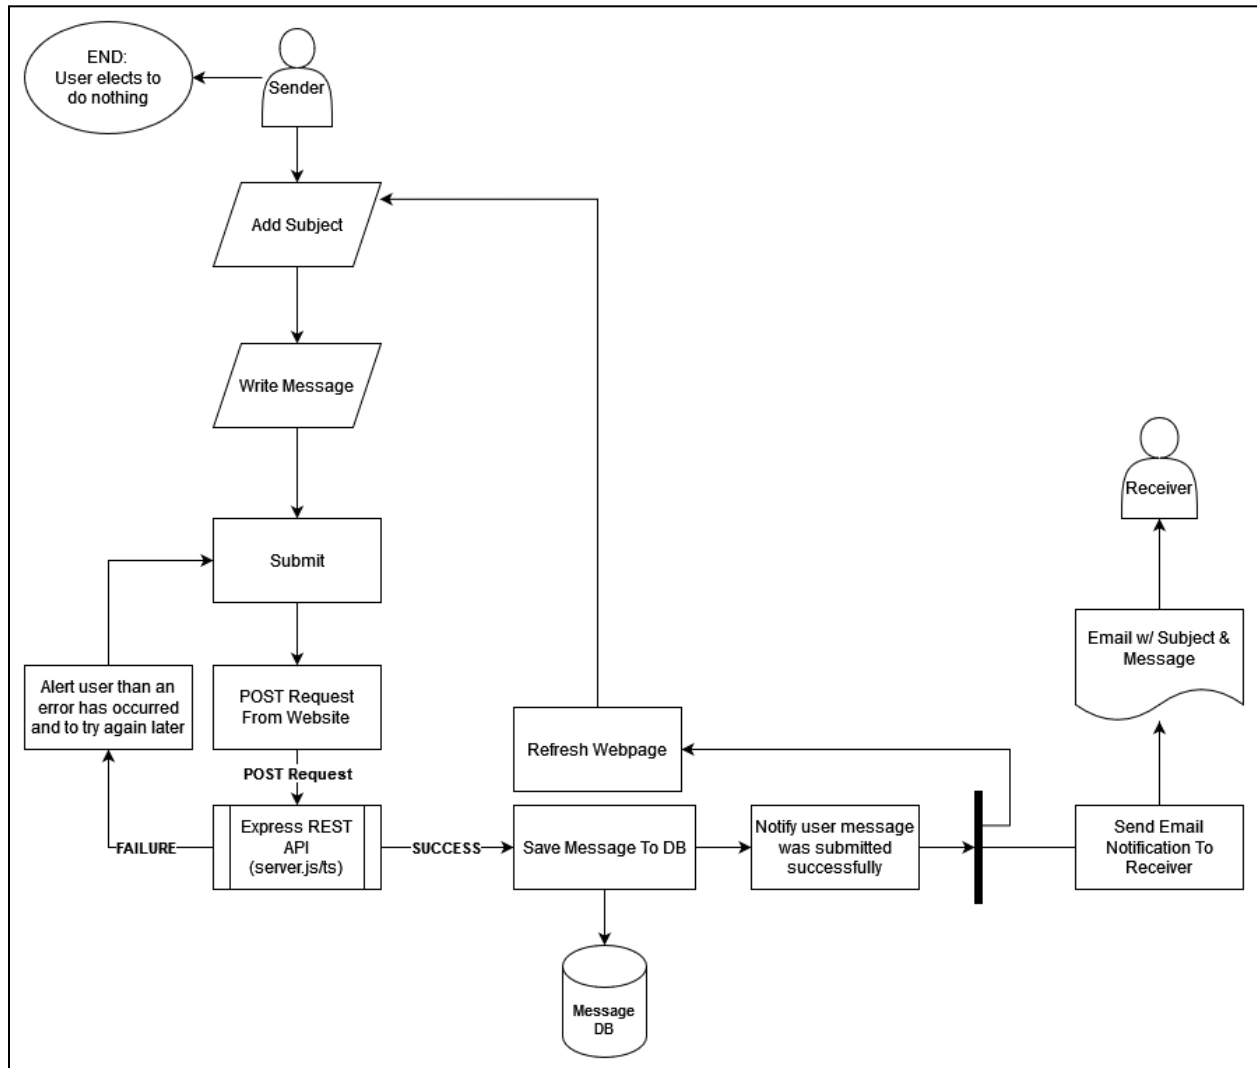 END:
User elects to
do nothing
Sender
Add Subject
Write Message
Submit
Alert user than an
error has occurred
and to try again later
POST Request
From Website
POST Request
Express REST
API
(server.js/ts)
FAILURE
SUCCESS
Refresh Webpage
Save Message To DB
Message
DB
Notify user message
was submitted
successfully
Send Email
Notification To
Receiver
Email w/ Subject &
Message
Receiver